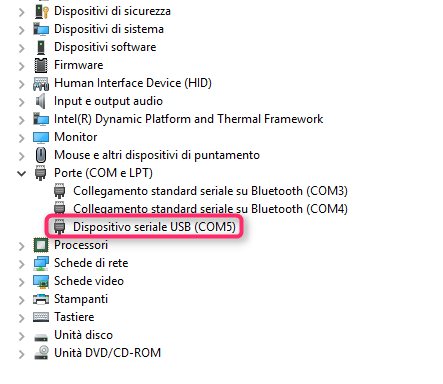 Dispositivi di sicurezza
Dispositivi di sistema
Dispositivi software
Firmware
Human Interface Device (HID)
Input e output audio
Intel(R) Dynamic Platform and Thermal Framework
Monitor
Mouse e altri dispositivi di puntamento
Porte (COM e LPT)
Collegamento standard seriale su Bluetooth (COM3)
Collegamento standard seriale su Bluetooth (COM4)
Dispositivo seriale USB (COM5)
Processori
Schede di rete
Schede video
Stampanti
Tastiere
Unità disco
Unità DVD/CD-ROM